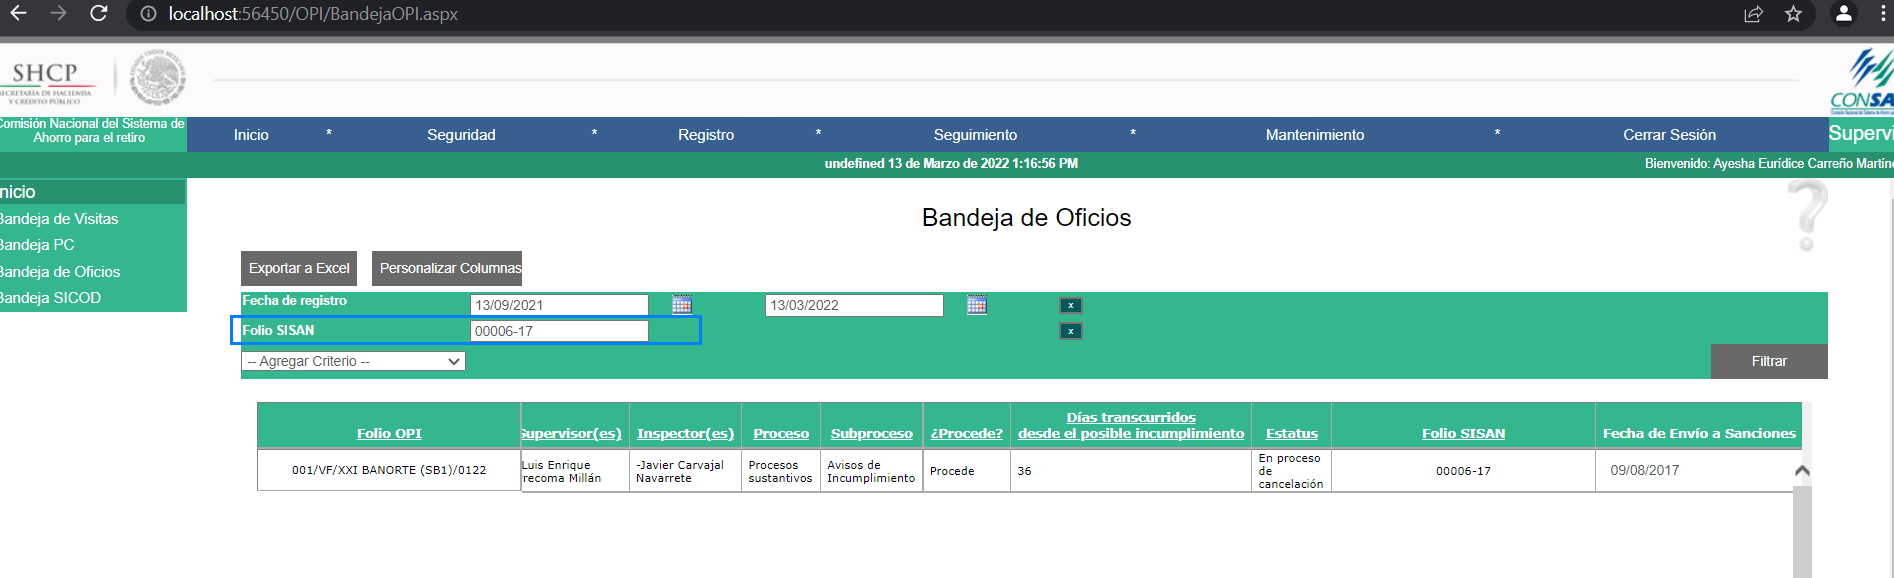 localhost:56450/OPI/BandejaOPI.aspx
SHCP
SECRETARÍA DE HACIENDA
Y CRÉDITO PÚBLICO
CONSA
Comisión Nacional del Sistema de
Ahorro para el retiro
Inicio * Seguridad * Registro * Seguimiento * Mantenimiento * Cerrar Sesión
Supervi
undefined 13 de Marzo de 2022 1:16:56 PM
Bienvenido: Ayesha Eurídice Carreño Martíne
nicio
Bandeja de Visitas
Bandeja PC
Bandeja de Oficios
Bandeja SICOD
Bandeja de Oficios
?
Exportar a Excel Personalizar Columnas
Fecha de registro 13/09/2021 13/03/2022 x
Folio SISAN 00006-17 x
-- Agregar Criterio --
Filtrar
Folio OPI Supervisor(es) Inspector(es) Proceso Subproceso ¿Procede? Días transcurridos
desde el posible incumplimiento Estatus Folio SISAN Fecha de Envío a Sanciones
001/VF/XXI BANORTE (SB1)/0122
Luis Enrique
recoma Millán
-Javier Carvajal
Navarrete
Procesos
sustantivos
Avisos de
Incumplimiento
Procede
36
En proceso
de
cancelación
00006-17
09/08/2017